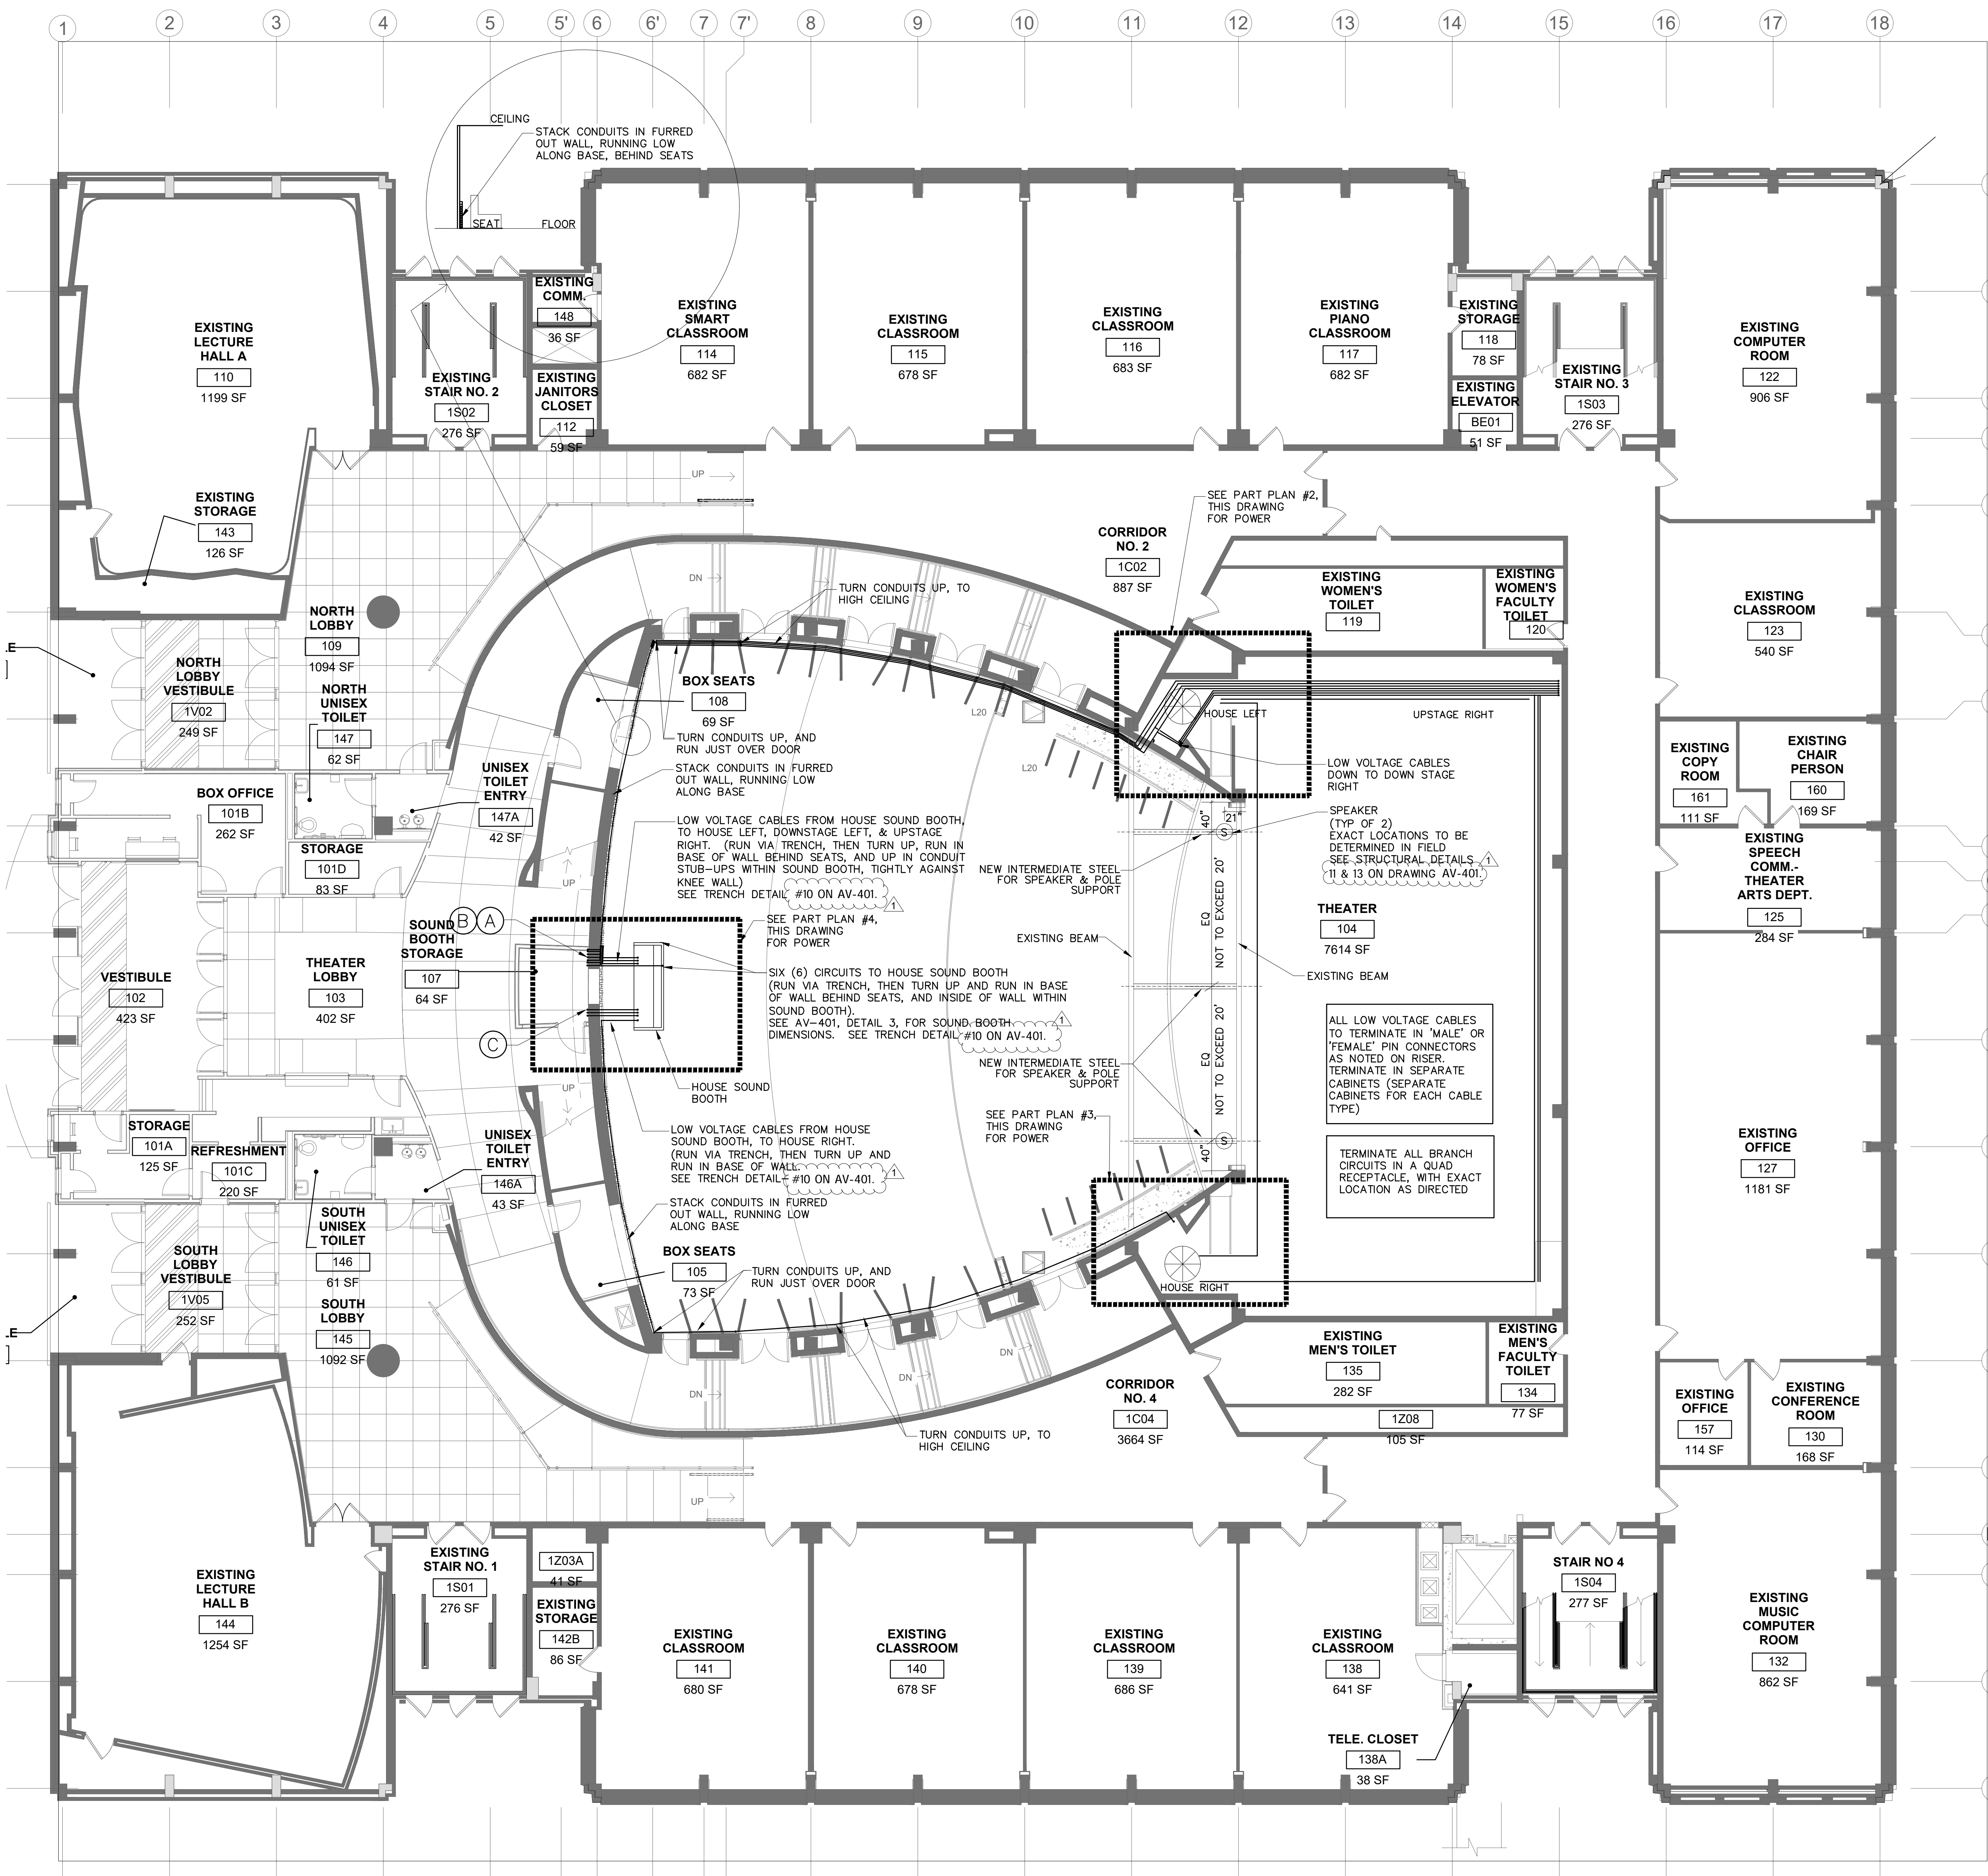 1
2
3
4
5
5'
6
6'
7
7'
8
9
10
11
12
13
14
15
16
17
18
CEILING
STACK CONDUITS IN FURRED
OUT WALL, RUNNING LOW
ALONG BASE, BEHIND SEATS
SEAT
FLOOR
EXISTING
LECTURE
HALL A
110
1199 SF
EXISTING
STAIR NO. 2
1S02
276 SF
EXISTING
COMM.
148
36 SF
EXISTING
JANITORS
CLOSET
112
59 SF
EXISTING
SMART
CLASSROOM
114
682 SF
EXISTING
CLASSROOM
115
678 SF
EXISTING
CLASSROOM
116
683 SF
EXISTING
PIANO
CLASSROOM
117
682 SF
EXISTING
STORAGE
118
78 SF
EXISTING
ELEVATOR
BE01
51 SF
EXISTING
STAIR NO. 3
1S03
276 SF
EXISTING
COMPUTER
ROOM
122
906 SF
EXISTING
STORAGE
143
126 SF
UP
SEE PART PLAN #2,
THIS DRAWING
FOR POWER
CORRIDOR
NO. 2
1C02
887 SF
DN
TURN CONDUITS UP, TO
HIGH CEILING
EXISTING
WOMEN'S
TOILET
119
EXISTING
WOMEN'S
FACULTY
TOILET
120
EXISTING
CLASSROOM
123
540 SF
NORTH
LOBBY
109
1094 SF
LE
NORTH
LOBBY
VESTIBULE
1V02
249 SF
NORTH
UNISEX
TOILET
147
62 SF
BOX SEATS
108
69 SF
TURN CONDUITS UP, AND
RUN JUST OVER DOOR
L20
L20
HOUSE LEFT
UPSTAGE RIGHT
STACK CONDUITS IN FURRED
OUT WALL, RUNNING LOW
ALONG BASE
UNISEX
TOILET
ENTRY
147A
42 SF
BOX OFFICE
101B
262 SF
STORAGE
101D
83 SF
LOW VOLTAGE CABLES
DOWN TO DOWN STAGE
RIGHT
EXISTING
COPY
ROOM
161
111 SF
EXISTING
CHAIR
PERSON
160
169 SF
LOW VOLTAGE CABLES FROM HOUSE SOUND BOOTH,
TO HOUSE LEFT, DOWNSTAGE LEFT, & UPSTAGE
RIGHT. (RUN VIA TRENCH, THEN TURN UP, RUN IN
BASE OF WALL BEHIND SEATS, AND UP IN CONDUIT
STUB-UPS WITHIN SOUND BOOTH, TIGHTLY AGAINST
KNEE WALL)
SEE TRENCH DETAIL #10 ON AV-401.
1
40"
21"
S
SPEAKER
(TYP OF 2)
EXACT LOCATIONS TO BE
DETERMINED IN FIELD
SEE STRUCTURAL DETAILS
11 & 13 ON DRAWING AV-401.
1
NEW INTERMEDIATE STEEL
FOR SPEAKER & POLE
SUPPORT
EXISTING
SPEECH
COMM.-
THEATER
ARTS DEPT.
125
284 SF
UP
B
A
SOUND
BOOTH
STORAGE
107
64 SF
SEE PART PLAN #4,
THIS DRAWING
FOR POWER
EXISTING BEAM
EQ
NOT TO EXCEED 20'
THEATER
104
7614 SF
EXISTING BEAM
VESTIBULE
102
423 SF
THEATER
LOBBY
103
402 SF
SIX (6) CIRCUITS TO HOUSE SOUND BOOTH
(RUN VIA TRENCH, THEN TURN UP AND RUN IN BASE
OF WALL BEHIND SEATS, AND INSIDE OF WALL WITHIN
SOUND BOOTH).
SEE AV-401, DETAIL 3, FOR SOUND BOOTH
DIMENSIONS. SEE TRENCH DETAIL #10 ON AV-401.
1
C
HOUSE SOUND
BOOTH
NEW INTERMEDIATE STEEL
FOR SPEAKER & POLE
SUPPORT
EQ
NOT TO EXCEED 20'
ALL LOW VOLTAGE CABLES
TO TERMINATE IN 'MALE' OR
'FEMALE' PIN CONNECTORS
AS NOTED ON RISER.
TERMINATE IN SEPARATE
CABINETS (SEPARATE
CABINETS FOR EACH CABLE
TYPE)
UP
SEE PART PLAN #3,
THIS DRAWING
FOR POWER
S
40"
TERMINATE ALL BRANCH
CIRCUITS IN A QUAD
RECEPTACLE, WITH EXACT
LOCATION AS DIRECTED
EXISTING
OFFICE
127
1181 SF
STORAGE
101A
125 SF
REFRESHMENT
101C
220 SF
UNISEX
TOILET
ENTRY
146A
43 SF
LOW VOLTAGE CABLES FROM HOUSE
SOUND BOOTH, TO HOUSE RIGHT.
(RUN VIA TRENCH, THEN TURN UP AND
RUN IN BASE OF WALL.
SEE TRENCH DETAIL #10 ON AV-401.
1
STACK CONDUITS IN FURRED
OUT WALL, RUNNING LOW
ALONG BASE
SOUTH
UNISEX
TOILET
146
61 SF
SOUTH
LOBBY
VESTIBULE
1V05
252 SF
LE
BOX SEATS
105
73 SF
TURN CONDUITS UP, AND
RUN JUST OVER DOOR
HOUSE RIGHT
SOUTH
LOBBY
145
1092 SF
DN
DN
DN
EXISTING
MEN'S TOILET
135
282 SF
EXISTING
MEN'S
FACULTY
TOILET
134
77 SF
CORRIDOR
NO. 4
1C04
3664 SF
1Z08
105 SF
TURN CONDUITS UP, TO
HIGH CEILING
EXISTING
OFFICE
157
114 SF
EXISTING
CONFERENCE
ROOM
130
168 SF
UP
EXISTING
LECTURE
HALL B
144
1254 SF
EXISTING
STAIR NO. 1
1S01
276 SF
1Z03A
41 SF
EXISTING
STORAGE
142B
86 SF
EXISTING
CLASSROOM
141
680 SF
EXISTING
CLASSROOM
140
678 SF
EXISTING
CLASSROOM
139
686 SF
EXISTING
CLASSROOM
138
641 SF
STAIR NO 4
1S04
277 SF
EXISTING
MUSIC
COMPUTER
ROOM
132
862 SF
TELE. CLOSET
138A
38 SF